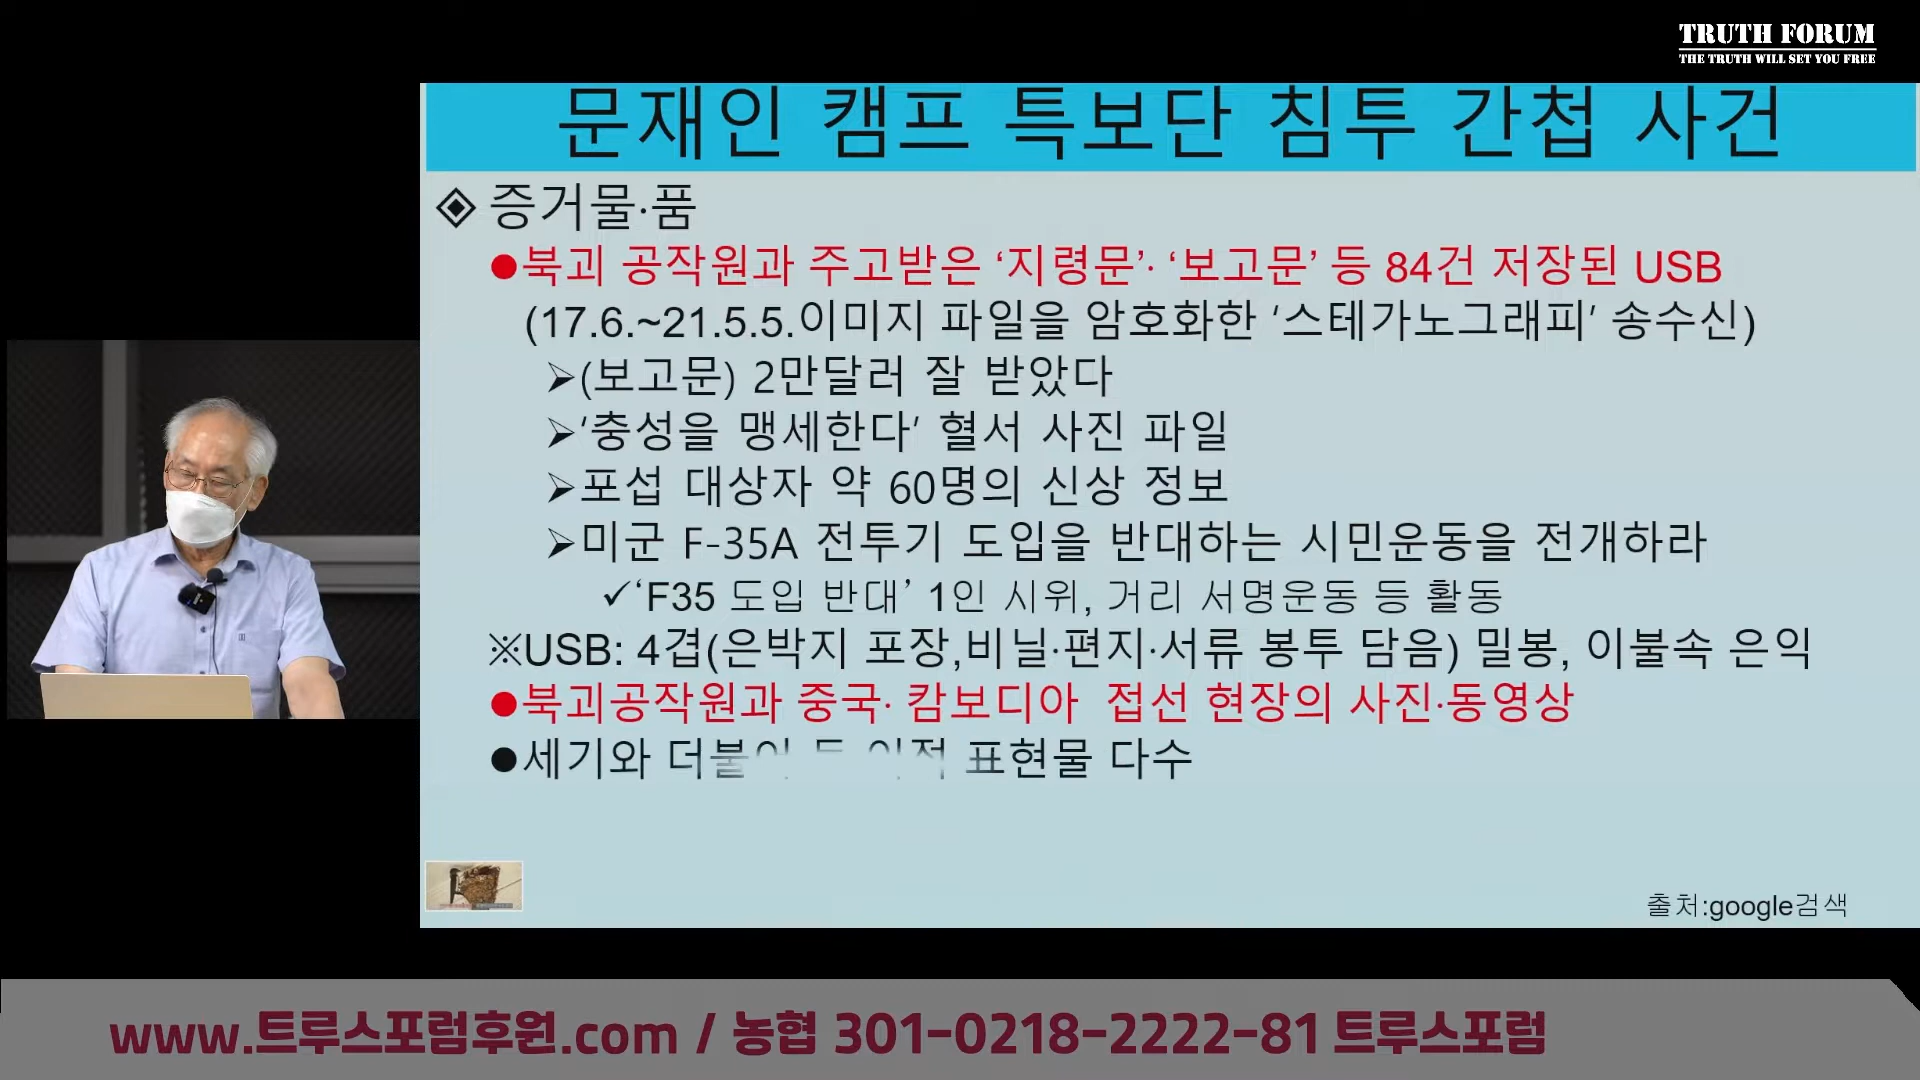 TRUTH FORUM
THE TRUTH WILL SET YOU FREE
문재인 캠프 특보단 침투 간첩 사건
◈ 증거물·품
●북괴 공작원과 주고받은 ‘지령문’· ‘보고문’ 등 84건 저장된 USB
(17.6.~21.5.5.이미지 파일을 암호화한 ‘스테가노그래피’ 송수신)
➢(보고문) 2만달러 잘 받았다
➢‘충성을 맹세한다’ 혈서 사진 파일
➢포섭 대상자 약 60명의 신상 정보
➢미군 F-35A 전투기 도입을 반대하는 시민운동을 전개하라
✓‘F35 도입 반대’ 1인 시위, 거리 서명운동 등 활동
※USB: 4겹(은박지 포장,비닐·편지·서류 봉투 담음) 밀봉, 이불속 은익
●북괴공작원과 중국· 캄보디아 접선 현장의 사진·동영상
●세기와 더불어 표현물 다수
출처:google검색
www.트루스포럼후원.com / 농협 301-0218-2222-81 트루스포럼